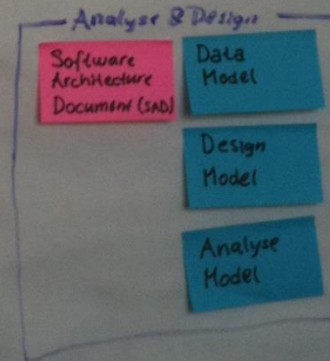 Analyse & Design
Software
Architecture
Document (SAD)
Data
Model
Design
Model
Analyse
Model